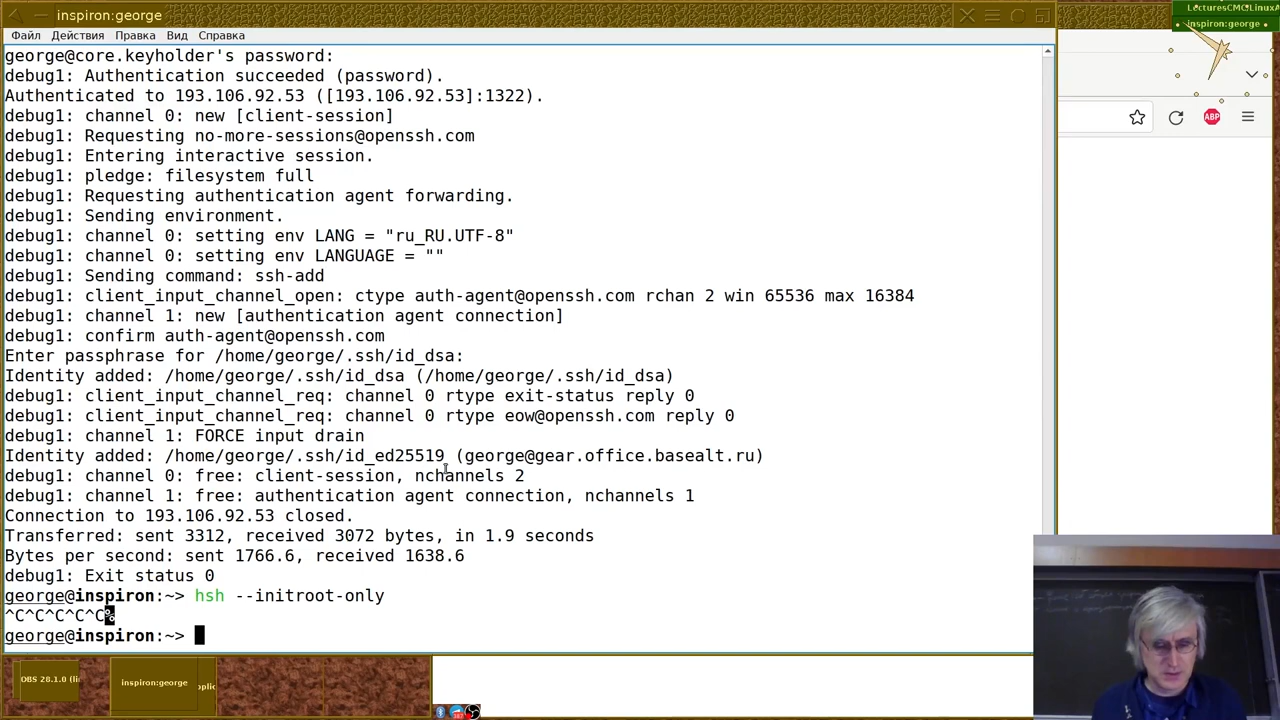 inspiron:george
LecturesCMC\LinuxA
inspiron:george
Файл Действия Правка Вид Справка
george@core.keyholder's password:
debug1: Authentication succeeded (password).
Authenticated to 193.106.92.53 ([193.106.92.53]:1322).
debug1: channel 0: new [client-session]
debug1: Requesting no-more-sessions@openssh.com
debug1: Entering interactive session.
debug1: pledge: filesystem full
debug1: Requesting authentication agent forwarding.
debug1: Sending environment.
debug1: channel 0: setting env LANG = "ru_RU.UTF-8"
debug1: channel 0: setting env LANGUAGE = ""
debug1: Sending command: ssh-add
debug1: client_input_channel_open: ctype auth-agent@openssh.com rchan 2 win 65536 max 16384
debug1: channel 1: new [authentication agent connection]
debug1: confirm auth-agent@openssh.com
Enter passphrase for /home/george/.ssh/id_dsa:
Identity added: /home/george/.ssh/id_dsa (/home/george/.ssh/id_dsa)
debug1: client_input_channel_req: channel 0 rtype exit-status reply 0
debug1: client_input_channel_req: channel 0 rtype eow@openssh.com reply 0
debug1: channel 1: FORCE input drain
Identity added: /home/george/.ssh/id_ed25519 (george@gear.office.basealt.ru)
debug1: channel 0: free: client-session, nchannels 2
debug1: channel 1: free: authentication agent connection, nchannels 1
Connection to 193.106.92.53 closed.
Transferred: sent 3312, received 3072 bytes, in 1.9 seconds
Bytes per second: sent 1766.6, received 1638.6
debug1: Exit status 0
george@inspiron:~> hsh --initroot-only
^C^C^C^C^C%
george@inspiron:~>
ABP
OBS 28.1.0 (li
inspiron:george
plic